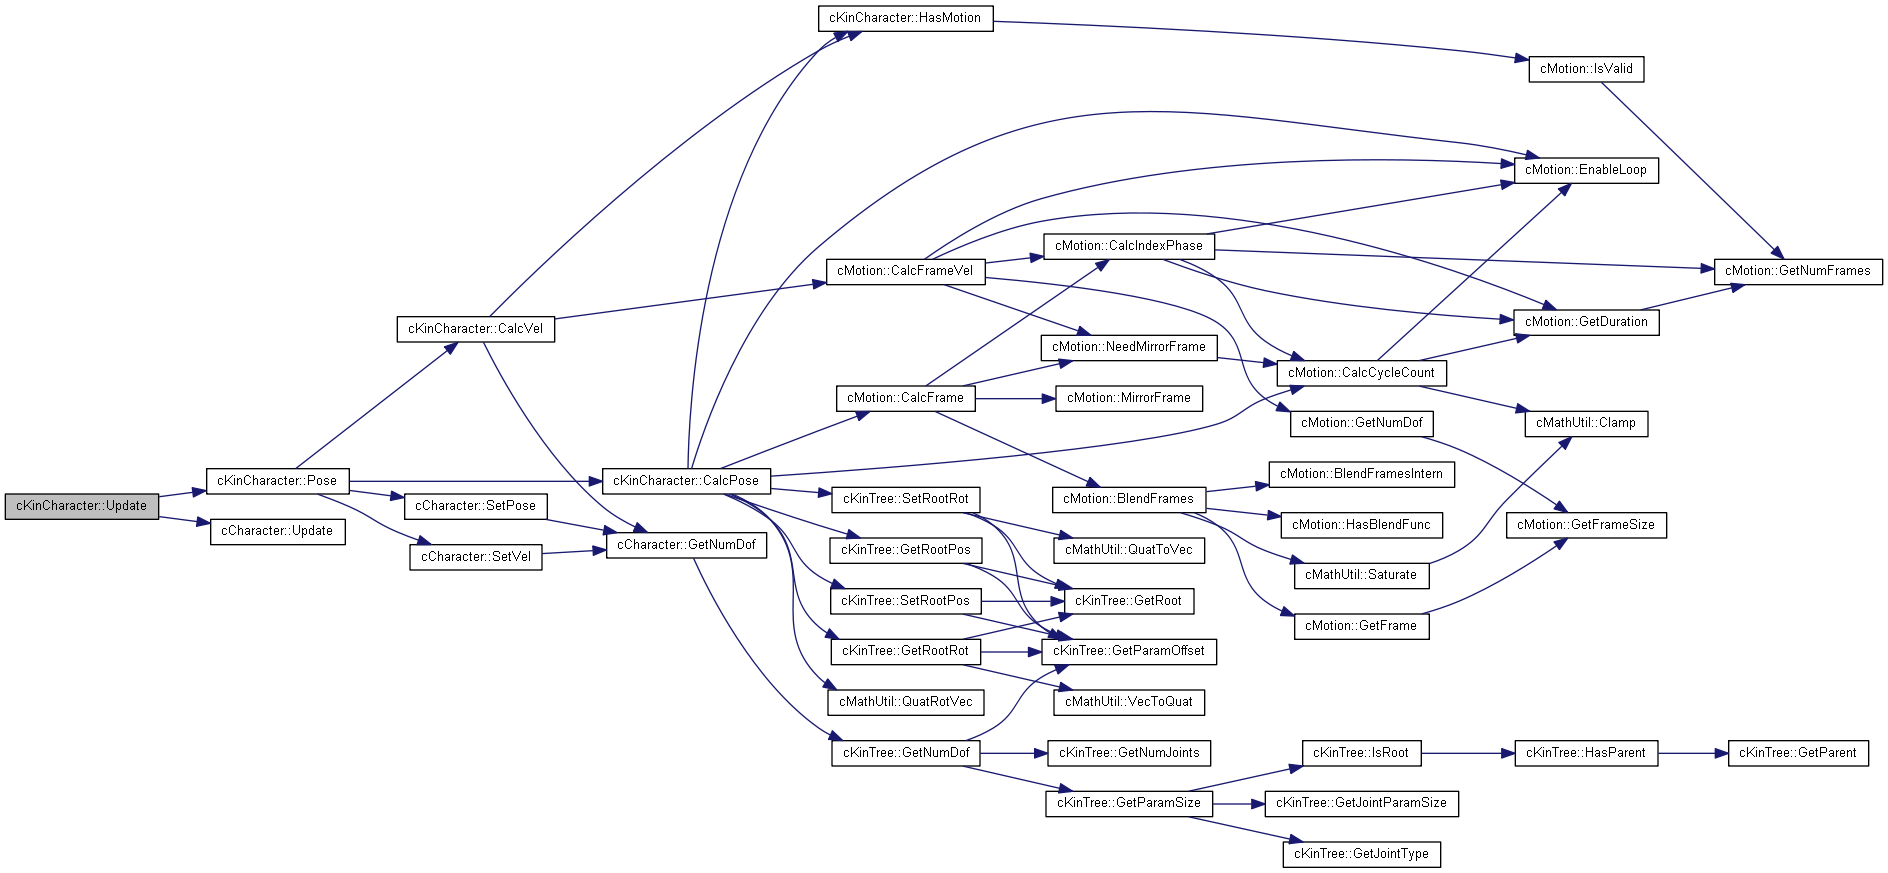 cKinCharacter::HasMotion
cMotion::IsValid
cMotion::EnableLoop
cMotion::CalcIndexPhase
cMotion::CalcFrameVel
cMotion::GetNumFrames
cKinCharacter::CalcVel
cMotion::GetDuration
cMotion::NeedMirrorFrame
cMotion::CalcCycleCount
cMotion::CalcFrame
cMotion::MirrorFrame
cMotion::GetNumDof
cMathUtil::Clamp
cKinCharacter::Pose
cKinCharacter::CalcPose
cMotion::BlendFramesIntern
cKinCharacter::Update
cCharacter::SetPose
cKinTree::SetRootRot
cMotion::BlendFrames
cCharacter::Update
cMotion::HasBlendFunc
cMotion::GetFrameSize
cCharacter::SetVel
cCharacter::GetNumDof
cKinTree::GetRootPos
cMathUtil::QuatToVec
cMathUtil::Saturate
cKinTree::SetRootPos
cKinTree::GetRoot
cMotion::GetFrame
cKinTree::GetRootRot
cKinTree::GetParamOffset
cMathUtil::QuatRotVec
cMathUtil::VecToQuat
cKinTree::GetNumDof
cKinTree::GetNumJoints
cKinTree::IsRoot
cKinTree::HasParent
cKinTree::GetParent
cKinTree::GetParamSize
cKinTree::GetJointParamSize
cKinTree::GetJointType